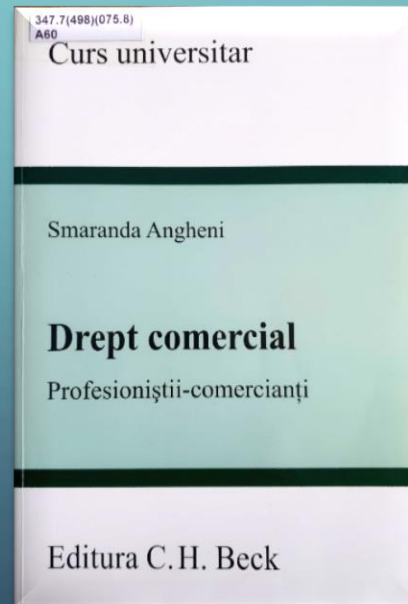 347.7(498)(075.8)
A60
Curs universitar
Smaranda Angheni
Drept comercial
Profesioniştii-comercianţi
Editura C.H. Beck